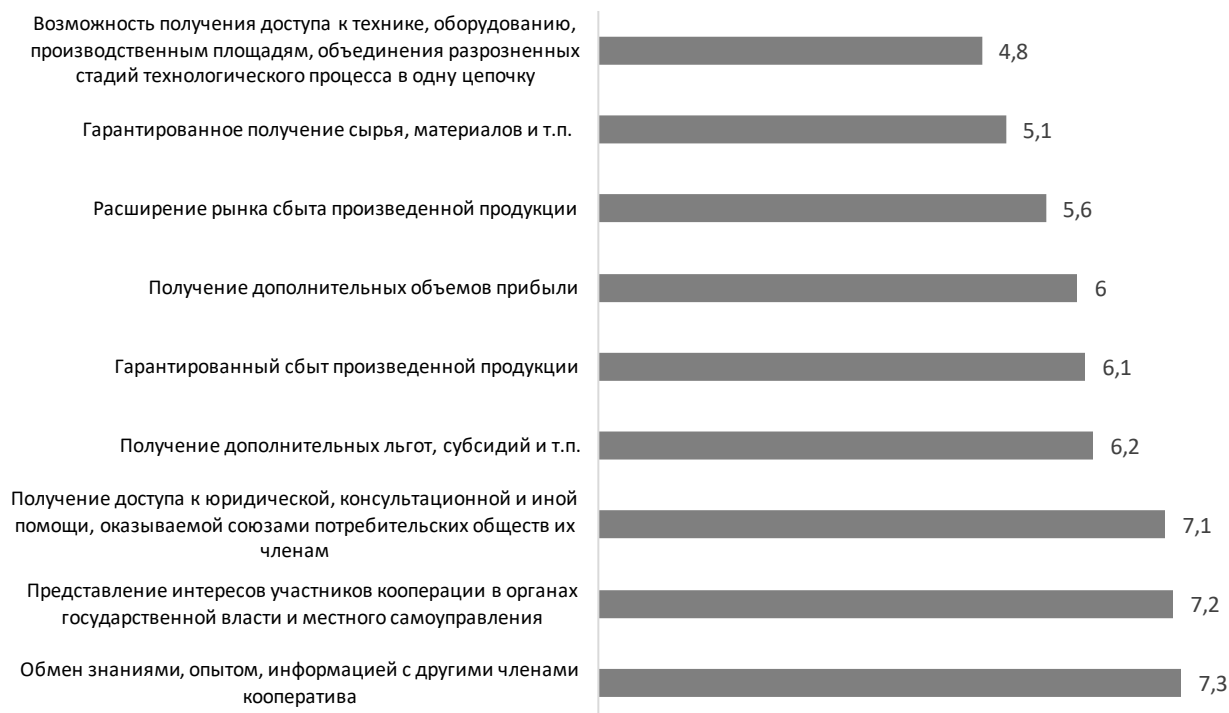 Возможность получения доступа к технике, оборудованию,
производственным площадям, объединения разрозненных
стадий технологического процесса в одну цепочку
4,8
Гарантированное получение сырья, материалов и т.п.
5,1
Расширение рынка сбыта произведенной продукции
5,6
Получение дополнительных объемов прибыли
6
Гарантированный сбыт произведенной продукции
6,1
Получение дополнительных льгот, субсидий и т.п.
6,2
Получение доступа к юридической, консультационной и иной
помощи, оказываемой союзами потребительских обществ их
членам
7,1
Представление интересов участников кооперации в органах
государственной власти и местного самоуправления
7,2
Обмен знаниями, опытом, информацией с другими членами
кооператива
7,3